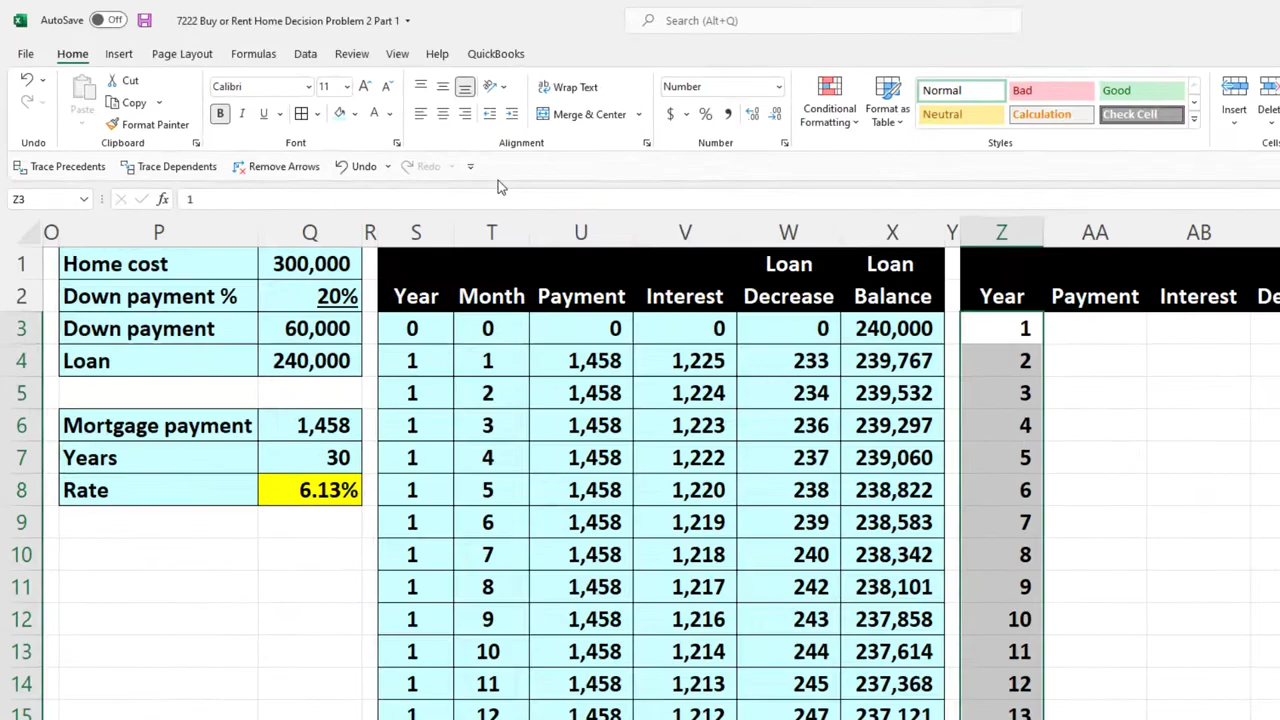 AutoSave Off 7222 Buy or Rent Home Decision Problem 2 Part 1 Search (Alt+Q)
File Home Insert Page Layout Formulas Data Review View Help QuickBooks
Cut Calibri 11 Wrap Text Number Normal Bad Good
Paste Copy B I U Merge & Center $ % Conditional Formatting Format as Table Neutral Calculation Check Cell Insert
Format Painter
Undo Clipboard Font Alignment Number Styles
Trace Precedents Trace Dependents Remove Arrows Undo Redo
Z3 fx 1
O P Q R S T U V W X Y Z AA AB
1 Home cost 300,000 Loan Loan
2 Down payment % 20% Year Month Payment Interest Decrease Balance Year Payment Interest
3 Down payment 60,000 0 0 0 0 0 240,000 1
4 Loan 240,000 1 1 1,458 1,225 233 239,767 2
5 1 2 1,458 1,224 234 239,532 3
6 Mortgage payment 1,458 1 3 1,458 1,223 236 239,297 4
7 Years 30 1 4 1,458 1,222 237 239,060 5
8 Rate 6.13% 1 5 1,458 1,220 238 238,822 6
9 1 6 1,458 1,219 239 238,583 7
10 1 7 1,458 1,218 240 238,342 8
11 1 8 1,458 1,217 242 238,101 9
12 1 9 1,458 1,216 243 237,858 10
13 1 10 1,458 1,214 244 237,614 11
14 1 11 1,458 1,213 245 237,368 12
15 1 12 1,458 1,212 247 237,121 13